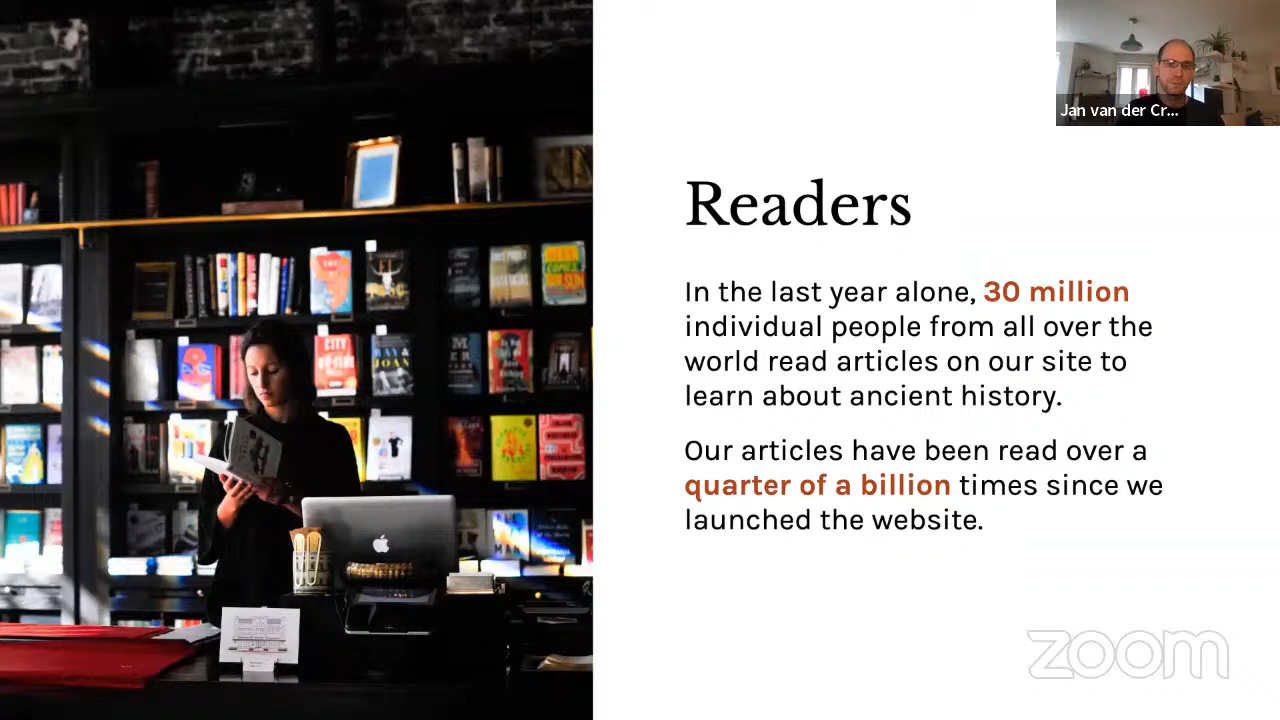 Jan van der Cr...
Readers
In the last year alone, 30 million
individual people from all over the
world read articles on our site to
learn about ancient history.
Our articles have been read over a
quarter of a billion times since we
launched the website.
CITY
zoom